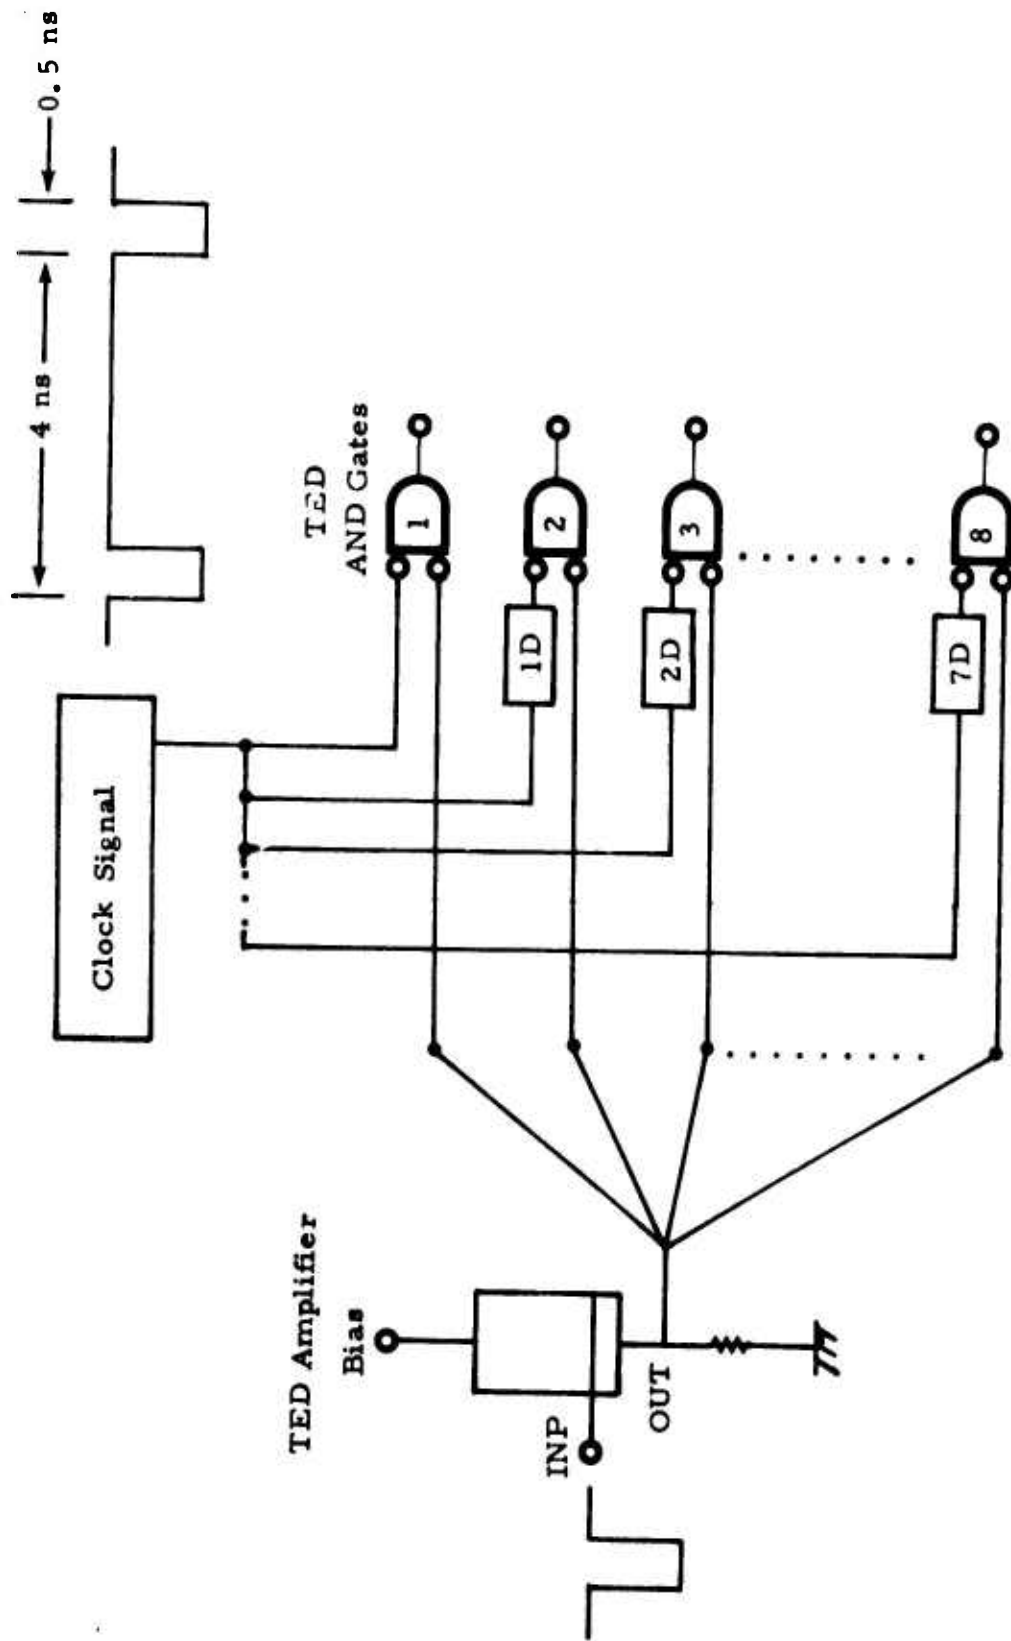 4 ns
0.5 ns
Clock Signal
TED
AND Gates
1
1D
2
2D
3
7D
8
TED Amplifier
Bias
INP
OUT